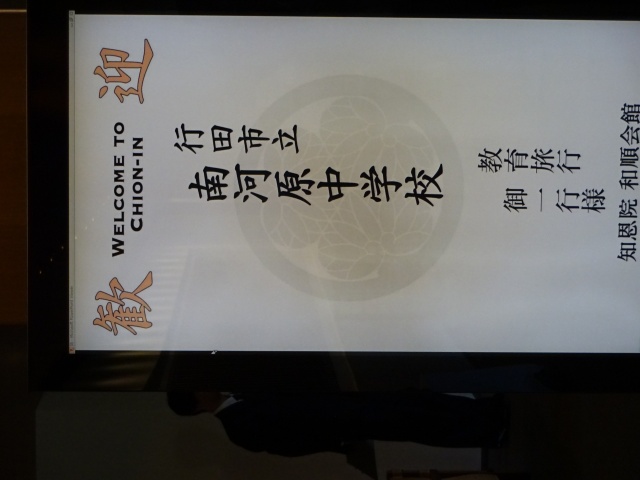 歓迎
WELCOME TO
CHION-IN
行田市立
南河原中学校
教育旅行
御一行様
知恩院 和順会館